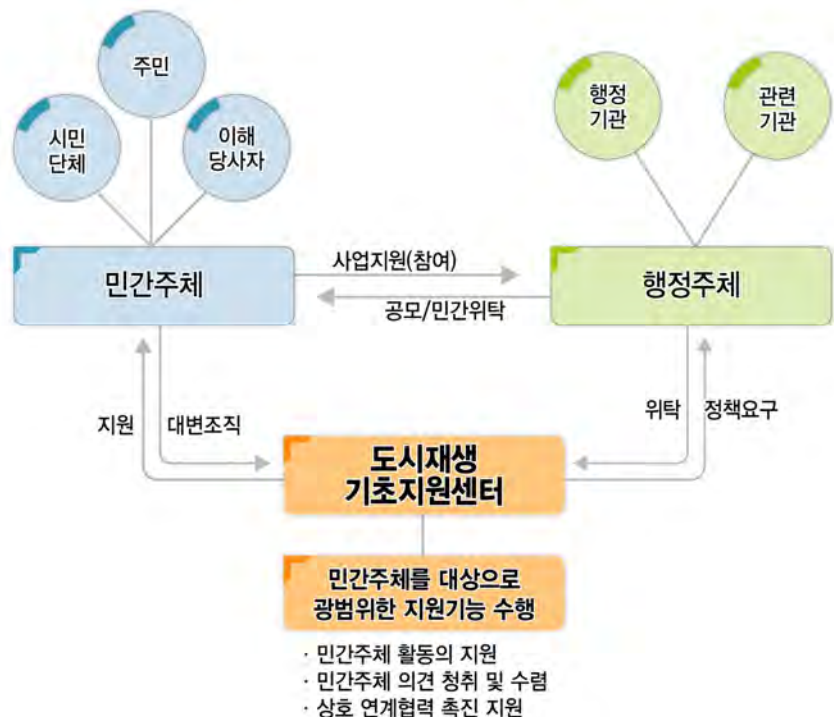 주민
시민
단체
이해
당사자
행정
기관
관련
기관
민간주체
사업지원(참여)
공모/민간위탁
행정주체
지원
대변조직
위탁
정책요구
도시재생
기초지원센터
민간주체를 대상으로
광범위한 지원기능 수행
· 민간주체 활동의 지원
· 민간주체 의견 청취 및 수렴
· 상호 연계협력 촉진 지원